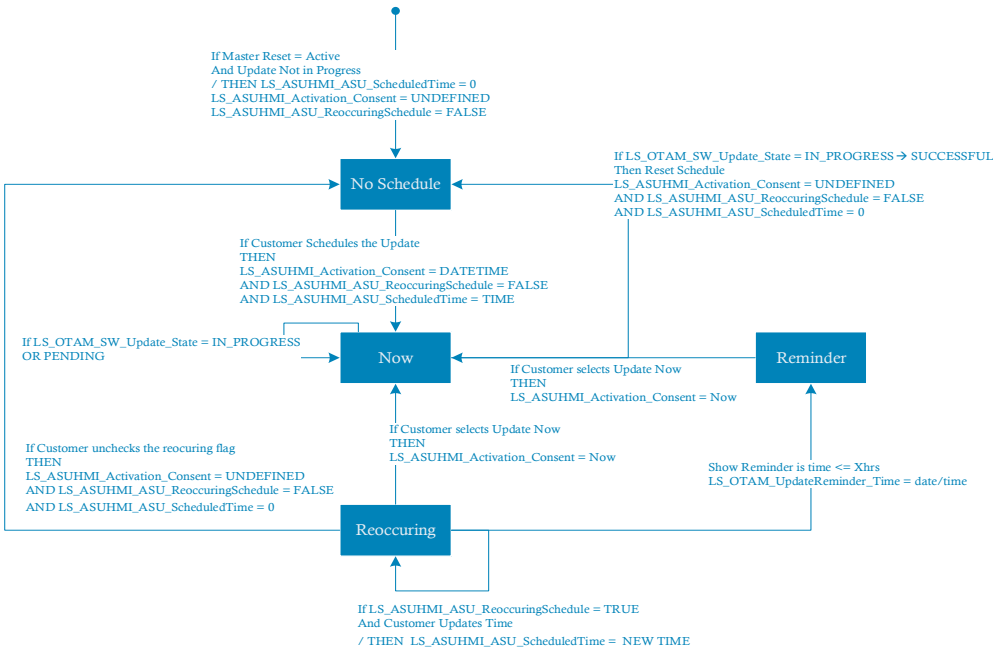 If Master Reset = Active
And Update Not in Progress
/ THEN LS_ASUHMI_ASU_ScheduledTime = 0
LS_ASUHMI_Activation_Consent = UNDEFINED
LS_ASUHMI_ASU_ReoccuringSchedule = FALSE
If LS_OTAM_SW_Update_State = IN_PROGRESS → SUCCESSFUL
Then Reset Schedule
LS_ASUHMI_Activation_Consent = UNDEFINED
AND LS_ASUHMI_ASU_ReoccuringSchedule = FALSE
AND LS_ASUHMI_ASU_ScheduledTime = 0
No Schedule
If Customer Schedules the Update
THEN
LS_ASUHMI_Activation_Consent = DATETIME
AND LS_ASUHMI_ASU_ReoccuringSchedule = FALSE
AND LS_ASUHMI_ASU_ScheduledTime = TIME
If LS_OTAM_SW_Update_State = IN_PROGRESS
OR PENDING
Now
Reminder
If Customer selects Update Now
THEN
LS_ASUHMI_Activation_Consent = Now
If Customer selects Update Now
THEN
LS_ASUHMI_Activation_Consent = Now
If Customer unchecks the reocuring flag
THEN
LS_ASUHMI_Activation_Consent = UNDEFINED
AND LS_ASUHMI_ASU_ReoccuringSchedule = FALSE
AND LS_ASUHMI_ASU_ScheduledTime = 0
Show Reminder is time <= Xhrs
LS_OTAM_UpdateReminder_Time = date/time
Reoccuring
If LS_ASUHMI_ASU_ReoccuringSchedule = TRUE
And Customer Updates Time
/ THEN LS_ASUHMI_ASU_ScheduledTime = NEW TIME